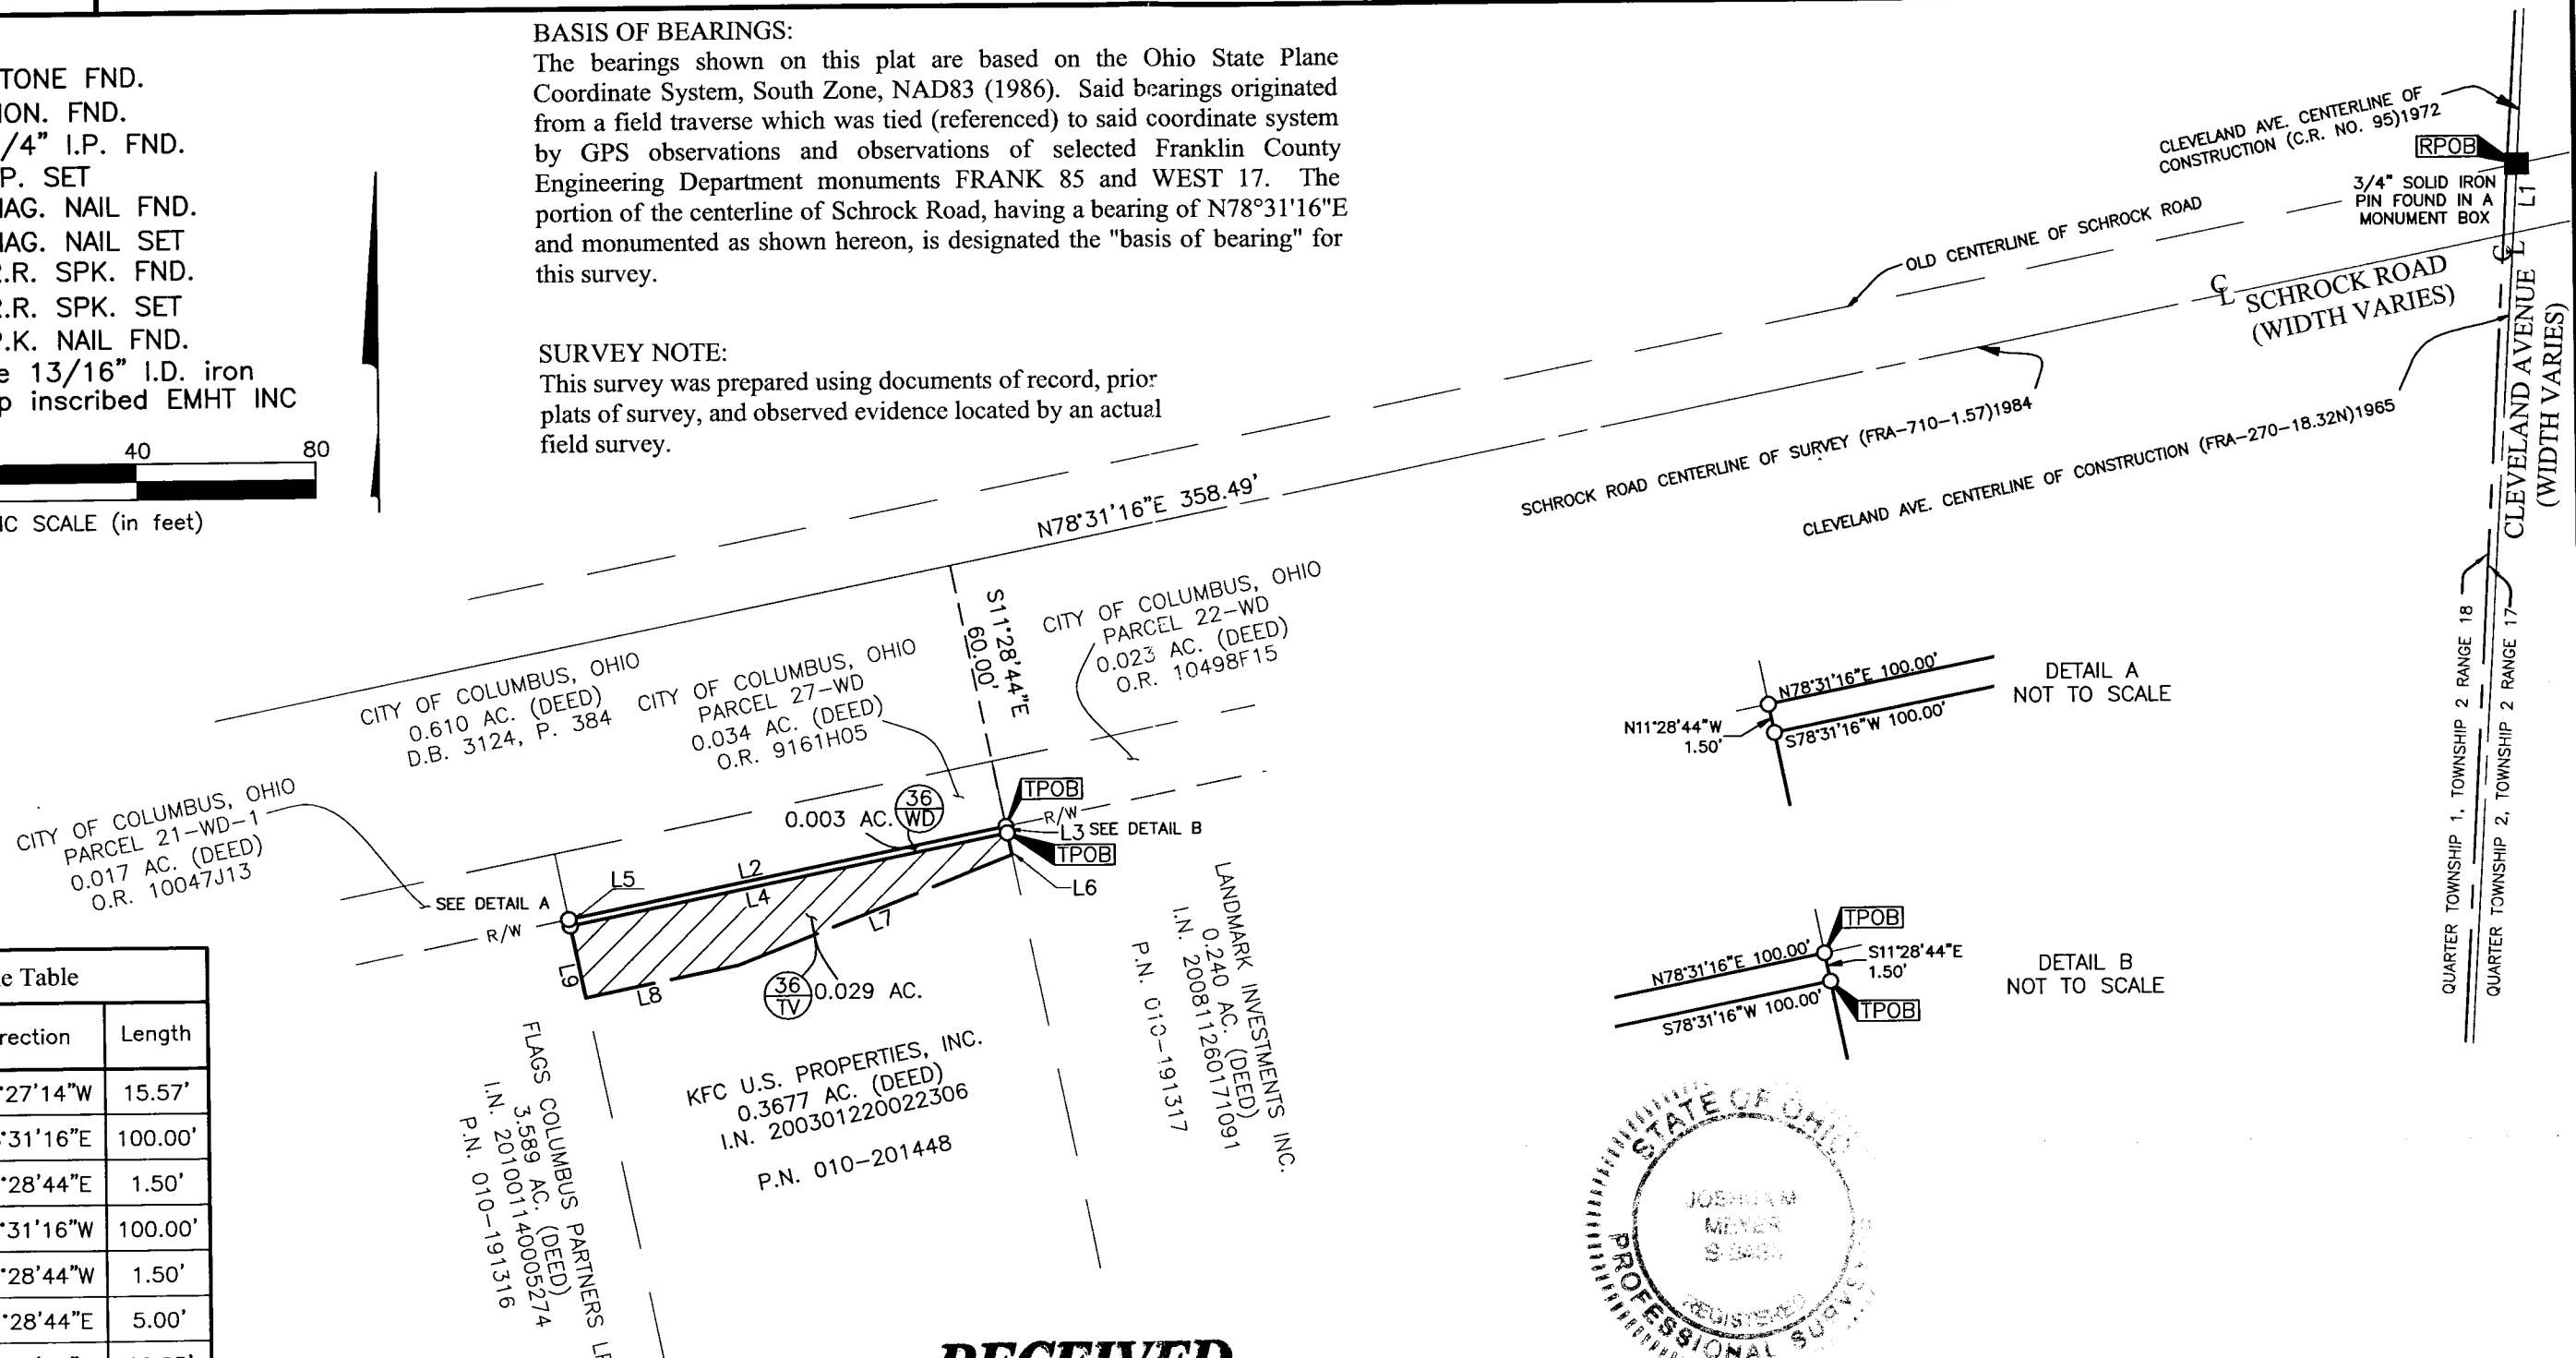 TONE FND.
ON. FND.
/4" I.P. FND.
P. SET
AG. NAIL FND.
AG. NAIL SET
.R. SPK. FND.
.R. SPK. SET
.K. NAIL FND.
e 13/16" I.D. iron
p inscribed EMHT INC
40 80
IC SCALE (in feet)
BASIS OF BEARINGS:
The bearings shown on this plat are based on the Ohio State Plane
Coordinate System, South Zone, NAD83 (1986). Said bearings originated
from a field traverse which was tied (referenced) to said coordinate system
by GPS observations and observations of selected Franklin County
Engineering Department monuments FRANK 85 and WEST 17. The
portion of the centerline of Schrock Road, having a bearing of N78°31'16"E
and monumented as shown hereon, is designated the "basis of bearing" for
this survey.
SURVEY NOTE:
This survey was prepared using documents of record, prior
plats of survey, and observed evidence located by an actual
field survey.
CLEVELAND AVE. CENTERLINE OF
CONSTRUCTION (C.R. NO. 95)1972
RPOB
3/4" SOLID IRON
PIN FOUND IN A
MONUMENT BOX
L1
OLD CENTERLINE OF SCHROCK ROAD
SCHROCK ROAD
(WIDTH VARIES)
CLEVELAND AVENUE
(WIDTH VARIES)
SCHROCK ROAD CENTERLINE OF SURVEY (FRA-710-1.57)1984
CLEVELAND AVE. CENTERLINE OF CONSTRUCTION (FRA-270-18.32N)1965
N78°31'16"E 358.49'
S11°28'44"E
60.00'
CITY OF COLUMBUS, OHIO
PARCEL 22-WD
0.023 AC. (DEED)
O.R. 10498F15
CITY OF COLUMBUS, OHIO
0.610 AC. (DEED)
D.B. 3124, P. 384
CITY OF COLUMBUS, OHIO
PARCEL 27-WD
0.034 AC. (DEED)
O.R. 9161H05
CITY OF COLUMBUS, OHIO
PARCEL 21-WD-1
0.017 AC. (DEED)
O.R. 10047J13
SEE DETAIL A
R/W
0.003 AC.
36
WD
TPOB
R/W
L3 SEE DETAIL B
TPOB
L6
L5
L2
L4
L7
L9
L8
36
TV
0.029 AC.
KFC U.S. PROPERTIES, INC.
0.3677 AC. (DEED)
I.N. 200301220022306
P.N. 010-201448
LANDMARK INVESTMENTS INC.
0.240 AC. (DEED)
I.N. 200811260171091
P.N. 010-191317
FLAGS COLUMBUS PARTNERS
3.589 AC. (DEED)
I.N. 201001140005274
P.N. 010-191316
DETAIL A
NOT TO SCALE
N78°31'16"E 100.00'
S78°31'16"W 100.00'
N11°28'44"W
1.50'
DETAIL B
NOT TO SCALE
TPOB
N78°31'16"E 100.00'
S78°31'16"W 100.00'
S11°28'44"E
1.50'
TPOB
QUARTER TOWNSHIP 1, TOWNSHIP 2 RANGE 18
QUARTER TOWNSHIP 2, TOWNSHIP 2 RANGE 17
e Table
rection Length
°27'14"W 15.57'
°31'16"E 100.00'
°28'44"E 1.50'
°31'16"W 100.00'
°28'44"W 1.50'
°28'44"E 5.00'
STATE OF OHIO
JOSHUA M
MEYER
REGISTERED
PROFESSIONAL
RECEIVED